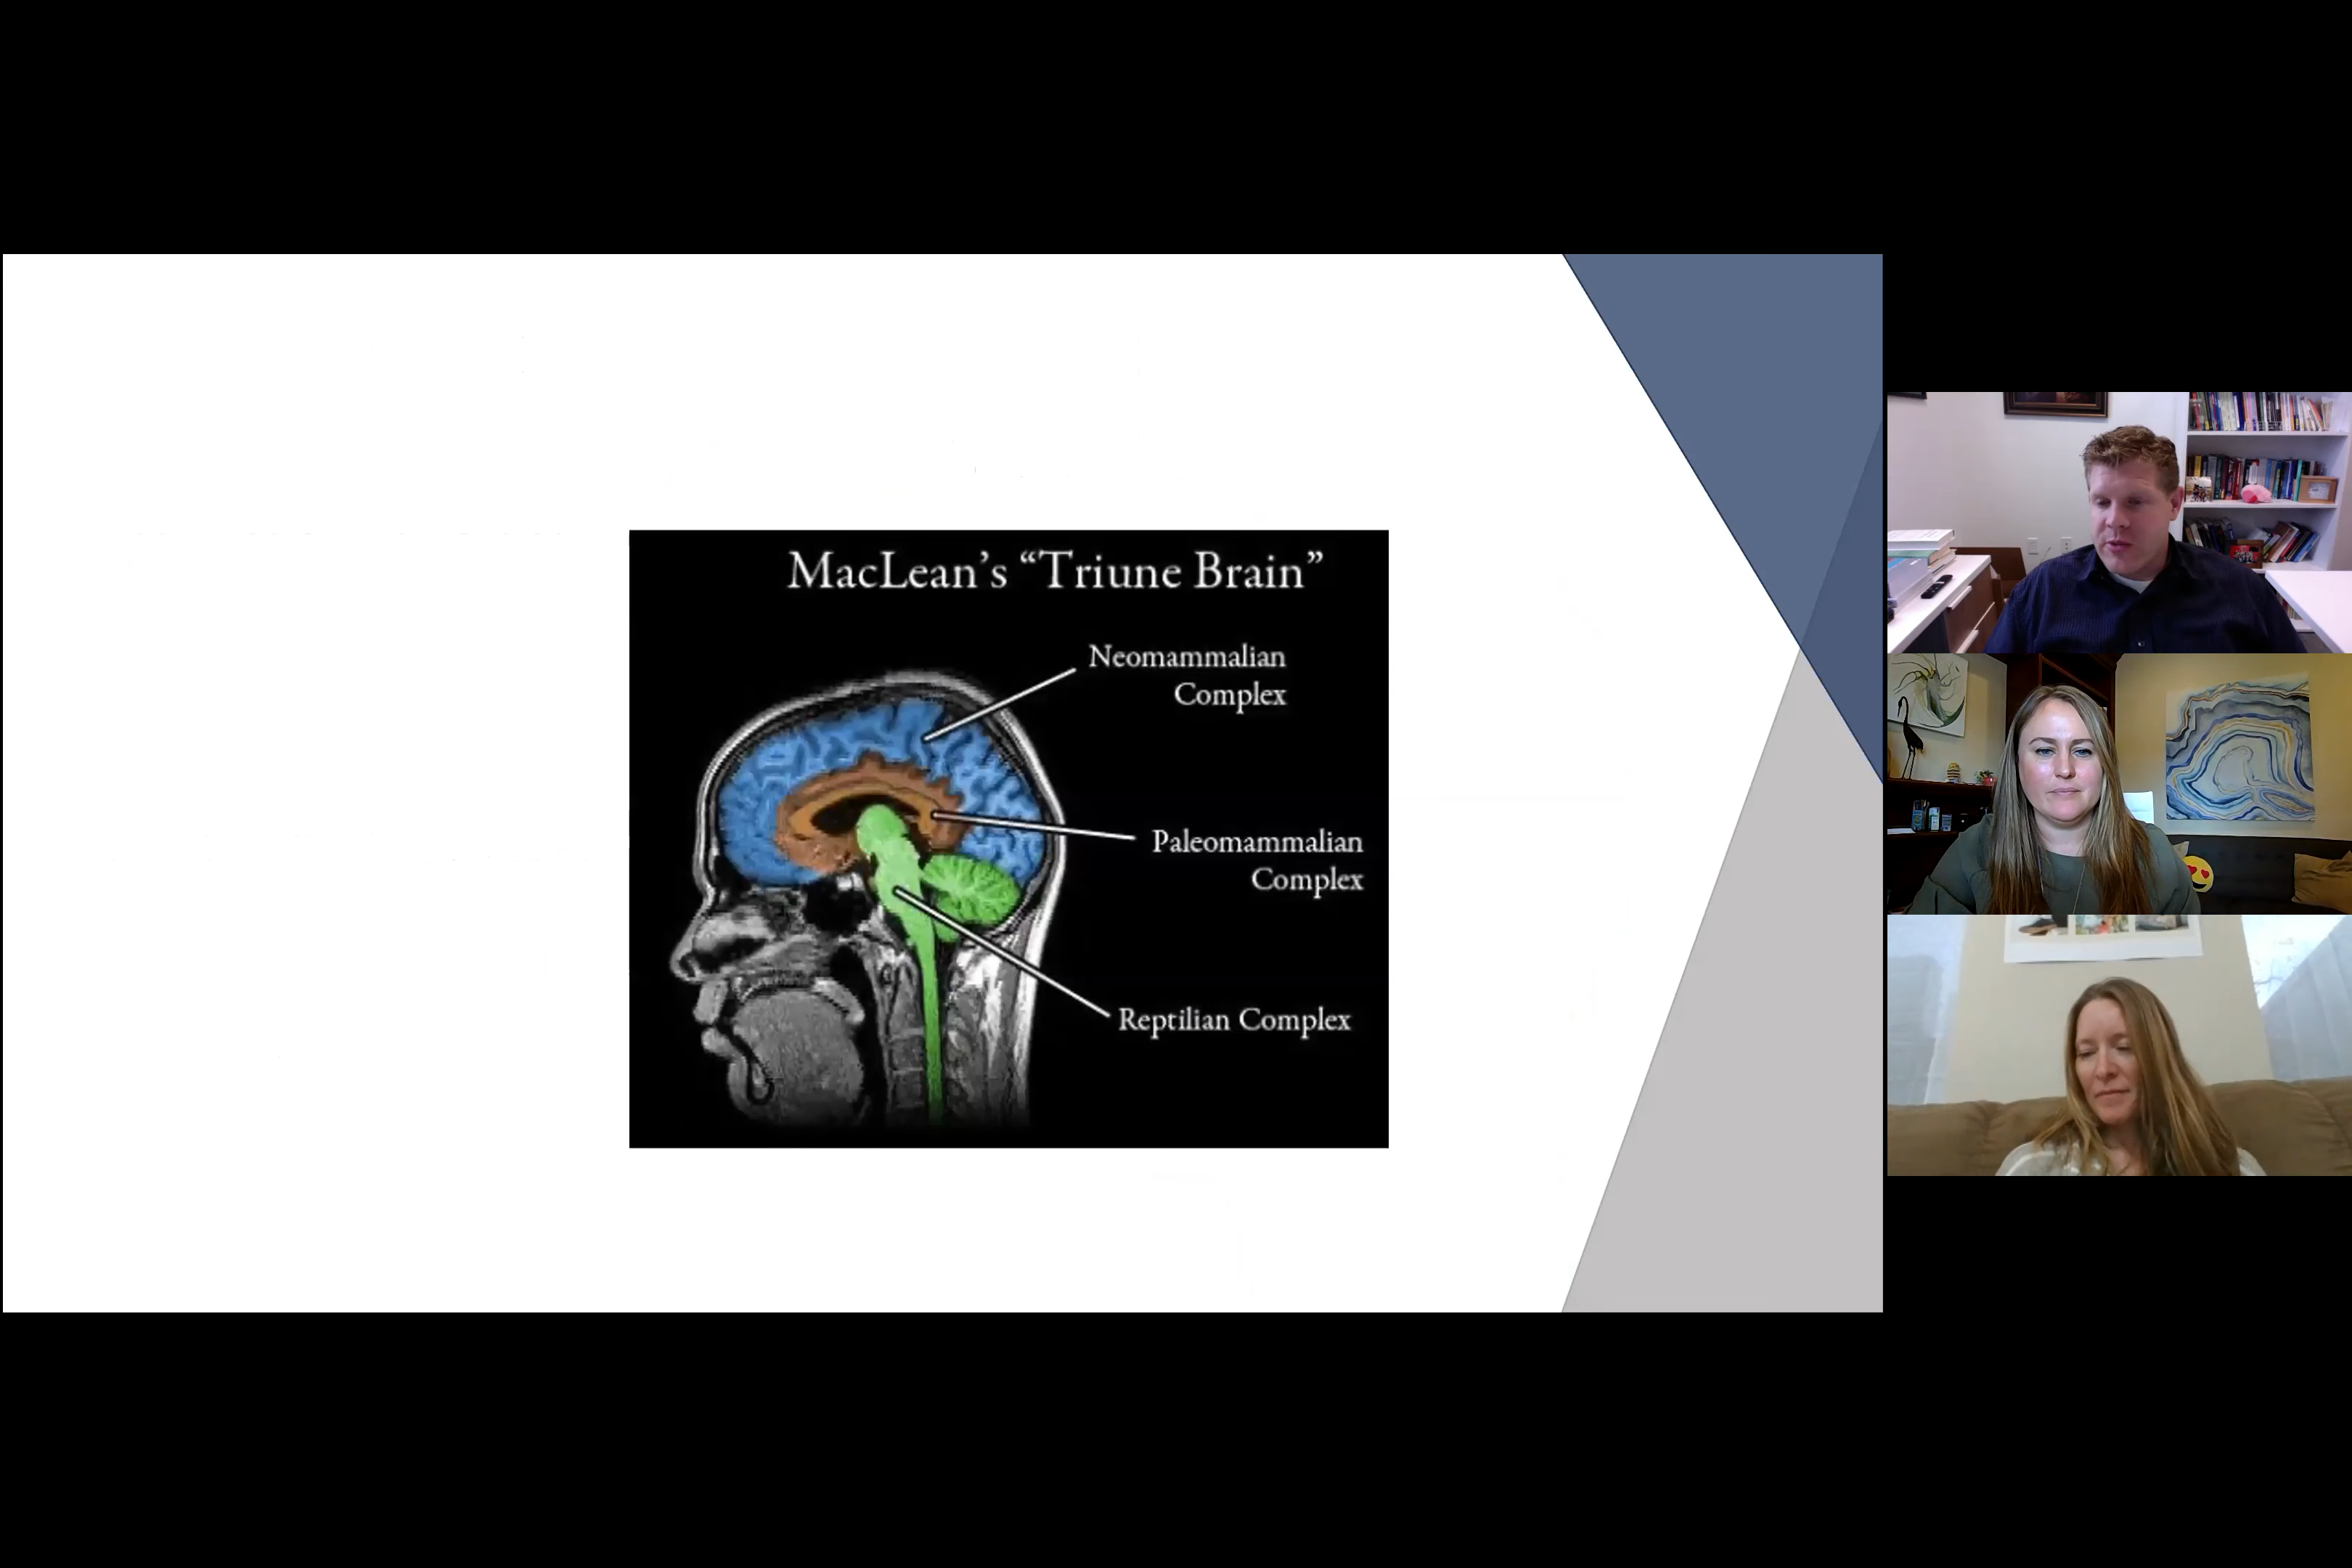 MacLean’s “Triune Brain”
Neomammalian
Complex
Paleomammalian
Complex
Reptilian Complex